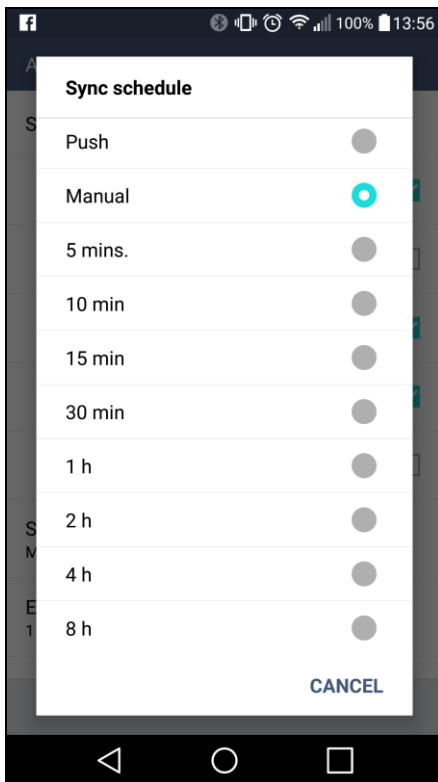 f 100% 13:56
A
Sync schedule
S
Push
Manual
5 mins.
10 min
15 min
30 min
1 h
2 h
S
M
4 h
E
1
8 h
CANCEL